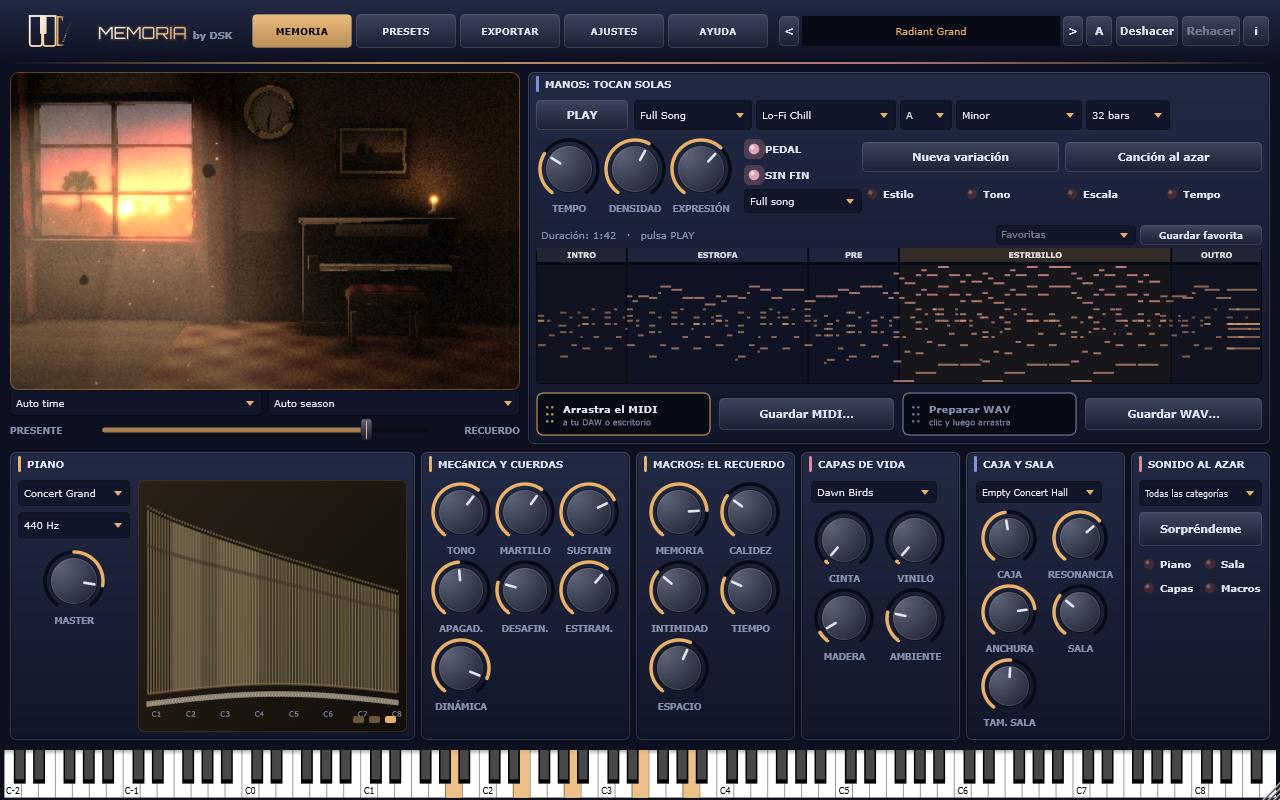 MEMORIA by DSK
MEMORIA PRESETS EXPORTAR AJUSTES AYUDA < Radiant Grand > A Deshacer Rehacer i
MANOS: TOCAN SOLAS
PLAY Full Song Lo-Fi Chill A Minor 32 bars
PEDAL
SIN FIN
Full song
TEMPO DENSIDAD EXPRESIÓN
Nueva variación Canción al azar
Estilo Tono Escala Tempo
Duración: 1:42 · pulsa PLAY Favoritas Guardar favorita
INTRO ESTROFA PRE ESTRIBILLO OUTRO
Arrastra el MIDI
a tu DAW o escritorio
Guardar MIDI...
Preparar WAV
clic y luego arrastra
Guardar WAV...
Auto time Auto season
PRESENTE RECUERDO
PIANO
Concert Grand
440 Hz
MASTER
C1 C2 C3 C4 C5 C6 C7 C8
MECáNICA Y CUERDAS
TONO MARTILLO SUSTAIN
APAGAD. DESAFIN. ESTIRAM.
DINÁMICA
MACROS: EL RECUERDO
MEMORIA CALIDEZ
INTIMIDAD TIEMPO
ESPACIO
CAPAS DE VIDA
Dawn Birds
CINTA VINILO
MADERA AMBIENTE
CAJA Y SALA
Empty Concert Hall
CAJA RESONANCIA
ANCHURA SALA
TAM. SALA
SONIDO AL AZAR
Todas las categorías
Sorpréndeme
Piano Sala
Capas Macros
C-2 C-1 C0 C1 C2 C3 C4 C5 C6 C7 C8